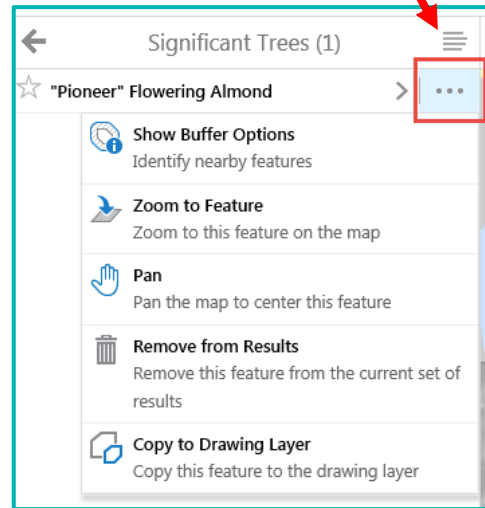 Significant Trees (1)
"Pioneer" Flowering Almond
Show Buffer Options
Identify nearby features
Zoom to Feature
Zoom to this feature on the map
Pan
Pan the map to center this feature
Remove from Results
Remove this feature from the current set of
results
Copy to Drawing Layer
Copy this feature to the drawing layer